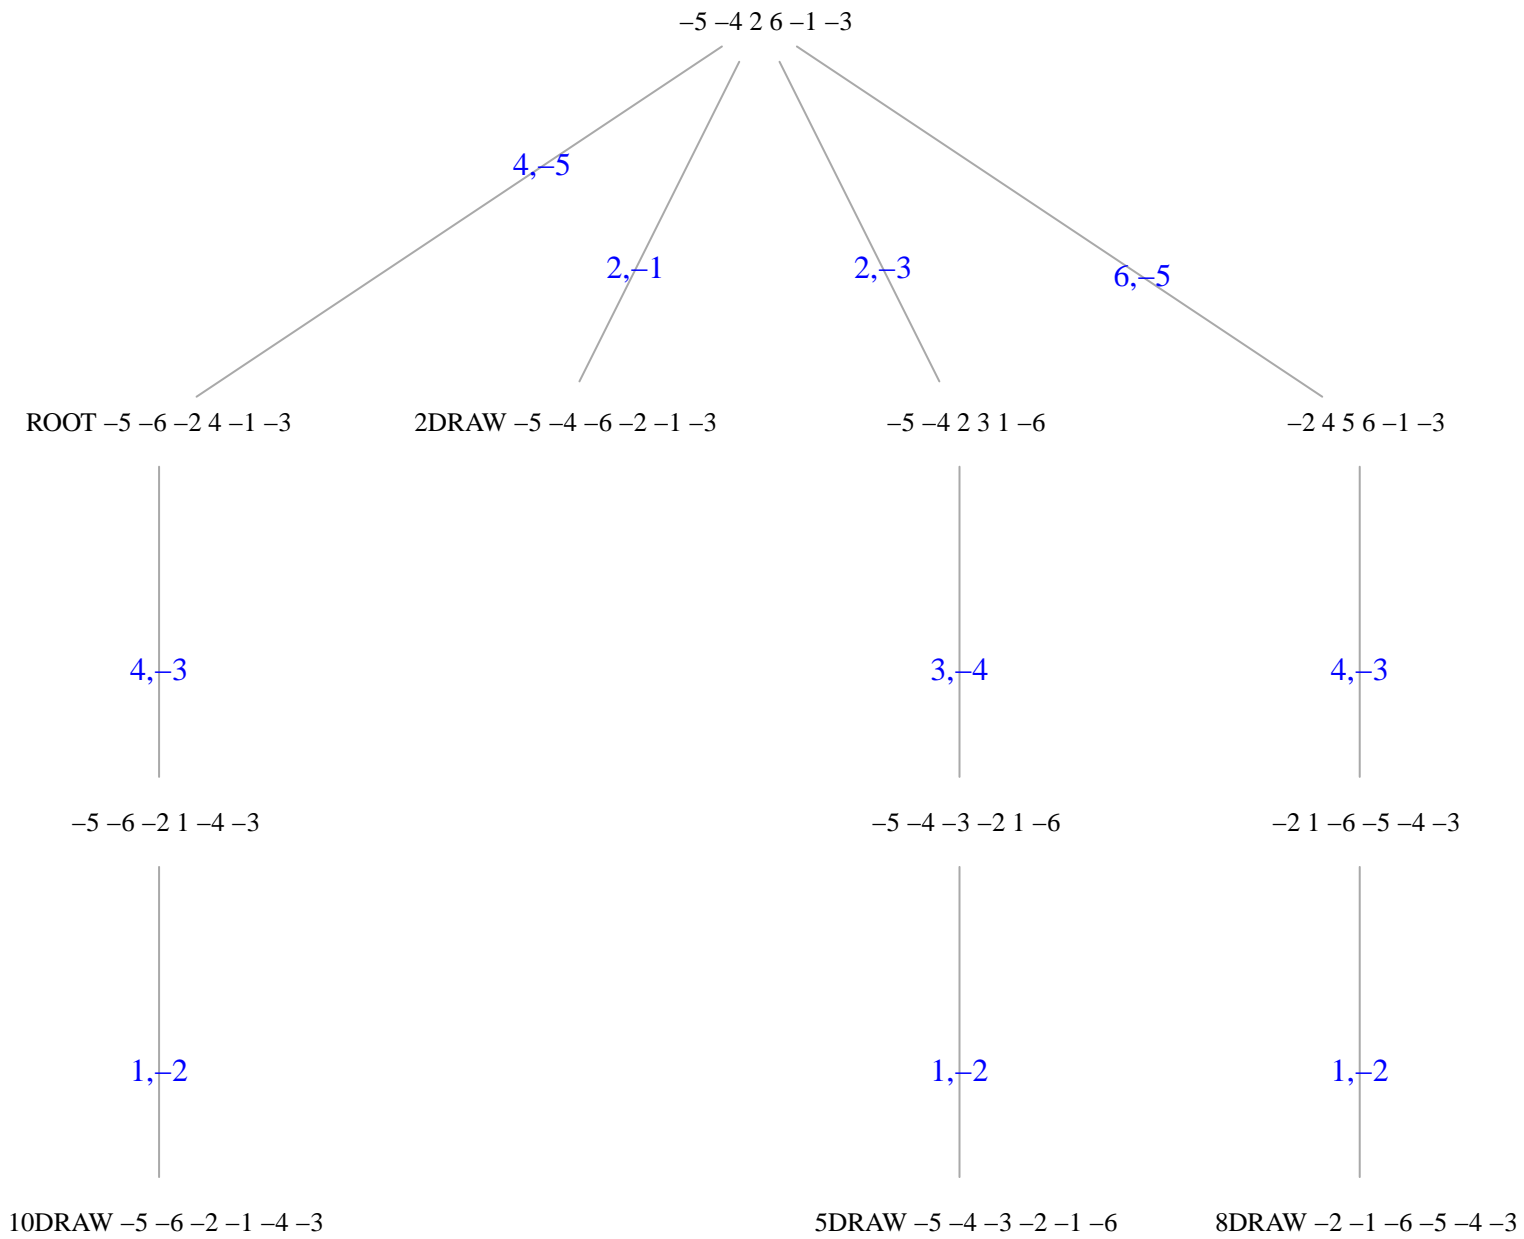 –5 –4 2 6 –1 –3
4,–5
2,–1
2,–3
6,–5
ROOT –5 –6 –2 4 –1 –3
2DRAW –5 –4 –6 –2 –1 –3
–5 –4 2 3 1 –6
–2 4 5 6 –1 –3
4,–3
3,–4
4,–3
–5 –6 –2 1 –4 –3
–5 –4 –3 –2 1 –6
–2 1 –6 –5 –4 –3
1,–2
1,–2
1,–2
10DRAW –5 –6 –2 –1 –4 –3
5DRAW –5 –4 –3 –2 –1 –6
8DRAW –2 –1 –6 –5 –4 –3